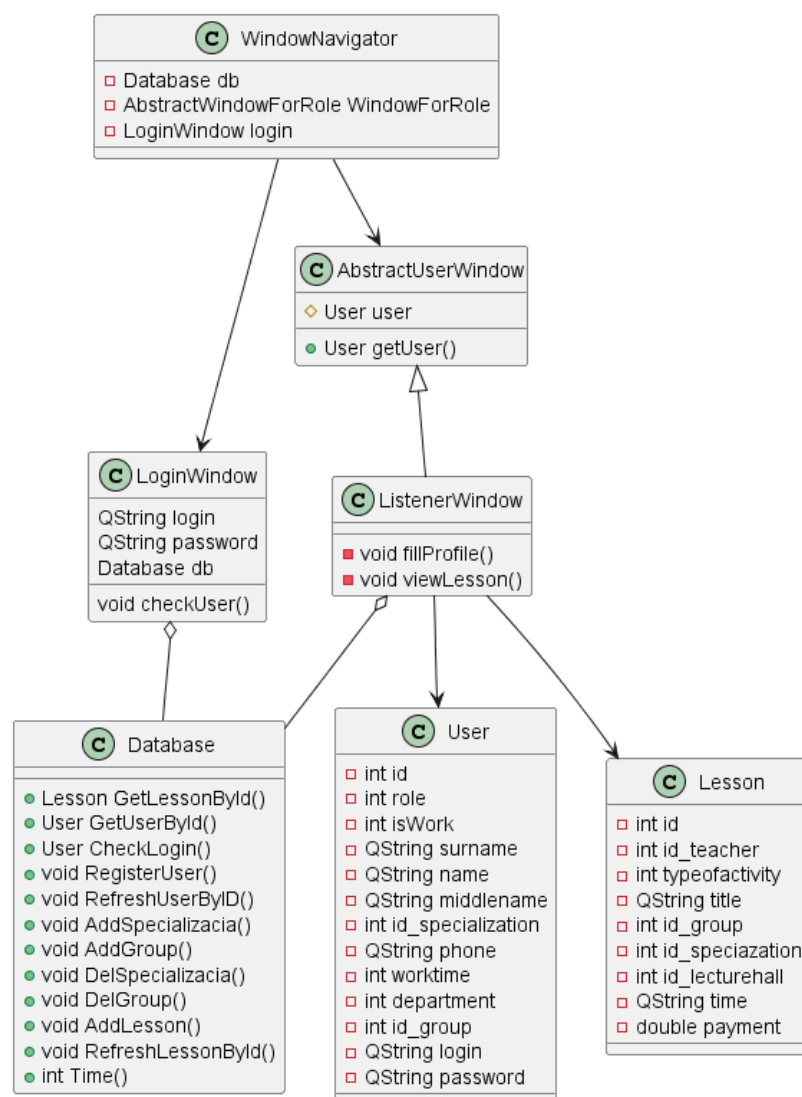 C WindowNavigator
Database db
AbstractWindowForRole WindowForRole
LoginWindow login
C AbstractUserWindow
User user
User getUser()
C LoginWindow
QString login
QString password
Database db
void checkUser()
C ListenerWindow
void fillProfile()
void viewLesson()
C Database
Lesson GetLessonById()
User GetUserById()
User CheckLogin()
void RegisterUser()
void RefreshUserByID()
void AddSpecializacia()
void AddGroup()
void DelSpecializacia()
void DelGroup()
void AddLesson()
void RefreshLessonById()
int Time()
C User
int id
int role
int isWork
QString surname
QString name
QString middlename
int id_specialization
QString phone
int worktime
int department
int id_group
QString login
QString password
C Lesson
int id
int id_teacher
int typeofactivity
QString title
int id_group
int id_speciazation
int id_lecturehall
QString time
double payment